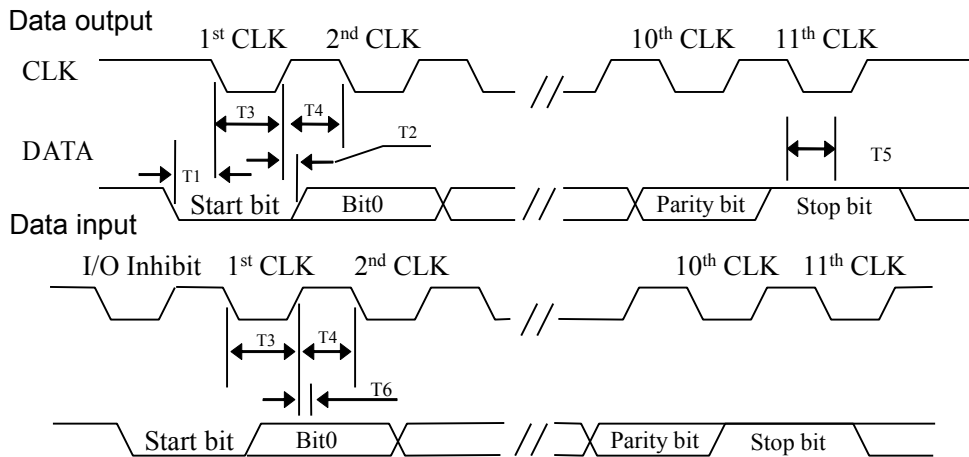 Data output
1st CLK 2nd CLK 10th CLK 11th CLK
CLK
T3 T4
DATA T2 T5
T1
Start bit Bit0 Parity bit Stop bit
Data input
I/O Inhibit 1st CLK 2nd CLK 10th CLK 11th CLK
T3 T4
T6
Start bit Bit0 Parity bit Stop bit